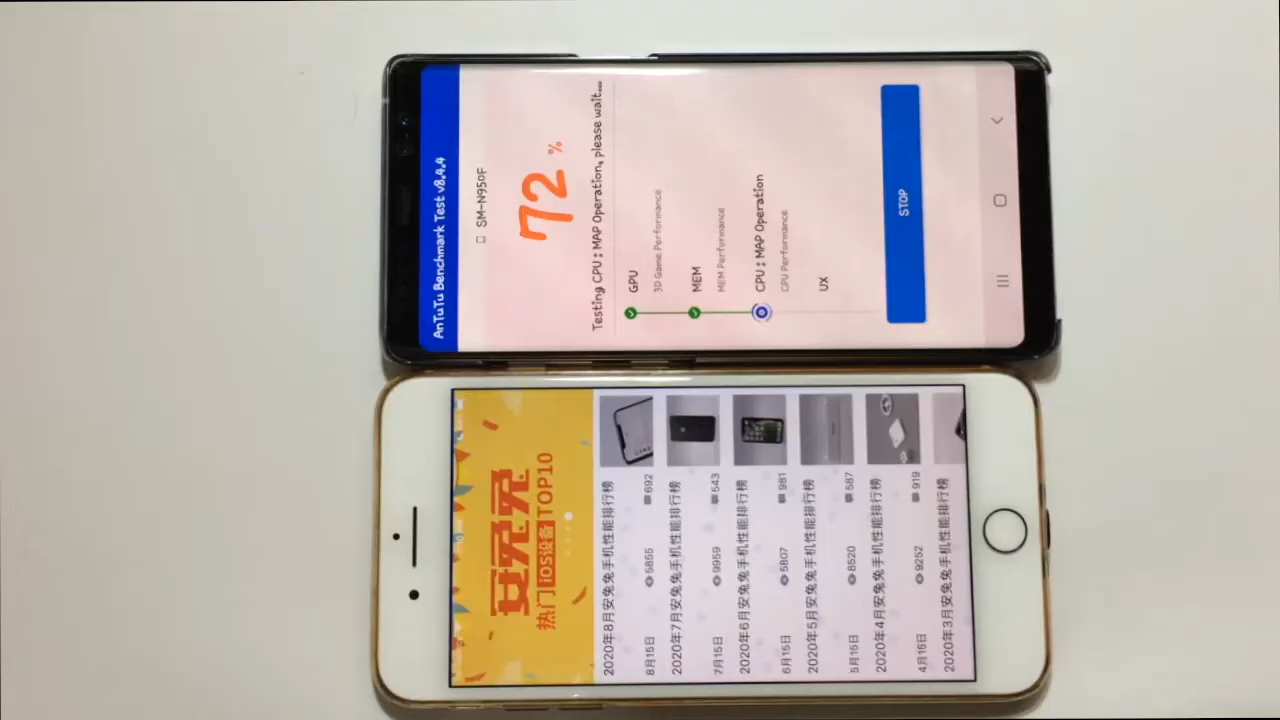 AnTuTu Benchmark Test v8.4.4
SM-N950F
72 %
Testing CPU : MAP Operation, please wait...
GPU
3D Game Performance
MEM
MEM Performance
CPU : MAP Operation
CPU Performance
UX
STOP
安兔兔
热门iOS设备TOP10
2020年8月安兔兔手机性能排行榜
8月15日 5855 692
2020年7月安兔兔手机性能排行榜
7月15日 9959 543
2020年6月安兔兔手机性能排行榜
6月15日 5807 981
2020年5月安兔兔手机性能排行榜
5月15日 8520 587
2020年4月安兔兔手机性能排行榜
4月15日 9252 919
2020年3月安兔兔手机性能排行榜